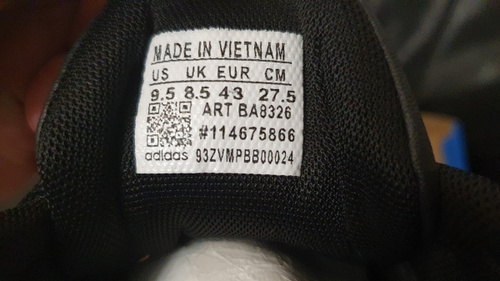 MADE IN VIETNAM
US UK EUR CM
9.5 8.5 43 27.5
ART BA8326
#114675866
adidas 93ZVMPBB00024